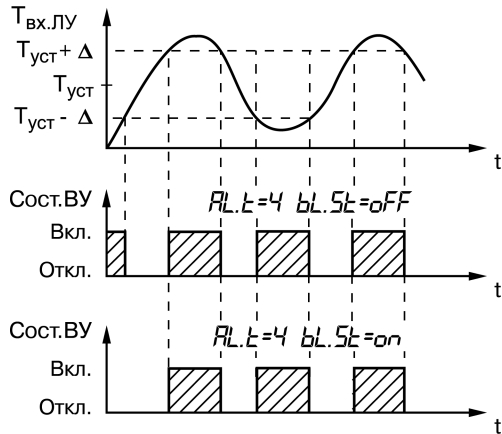 Tвх.ЛУ
Tуст+ Δ
Tуст
Tуст - Δ
t
Сост.ВУ
AL.t=4 bL.St=oFF
Вкл.
Откл.
t
Сост.ВУ
AL.t=4 bL.St=on
Вкл.
Откл.
t